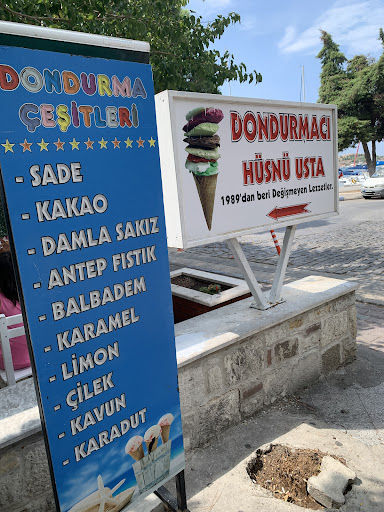 DONDURMA
ÇEŞİTLERİ
- SADE
- KAKAO
- DAMLA SAKIZ
- ANTEP FISTIK
- BALBADEM
- KARAMEL
- LİMON
- ÇİLEK
- KAVUN
- KARADUT
DONDURMACI
HÜSNÜ USTA
1989'dan beri Değişmeyen Lezzetler.